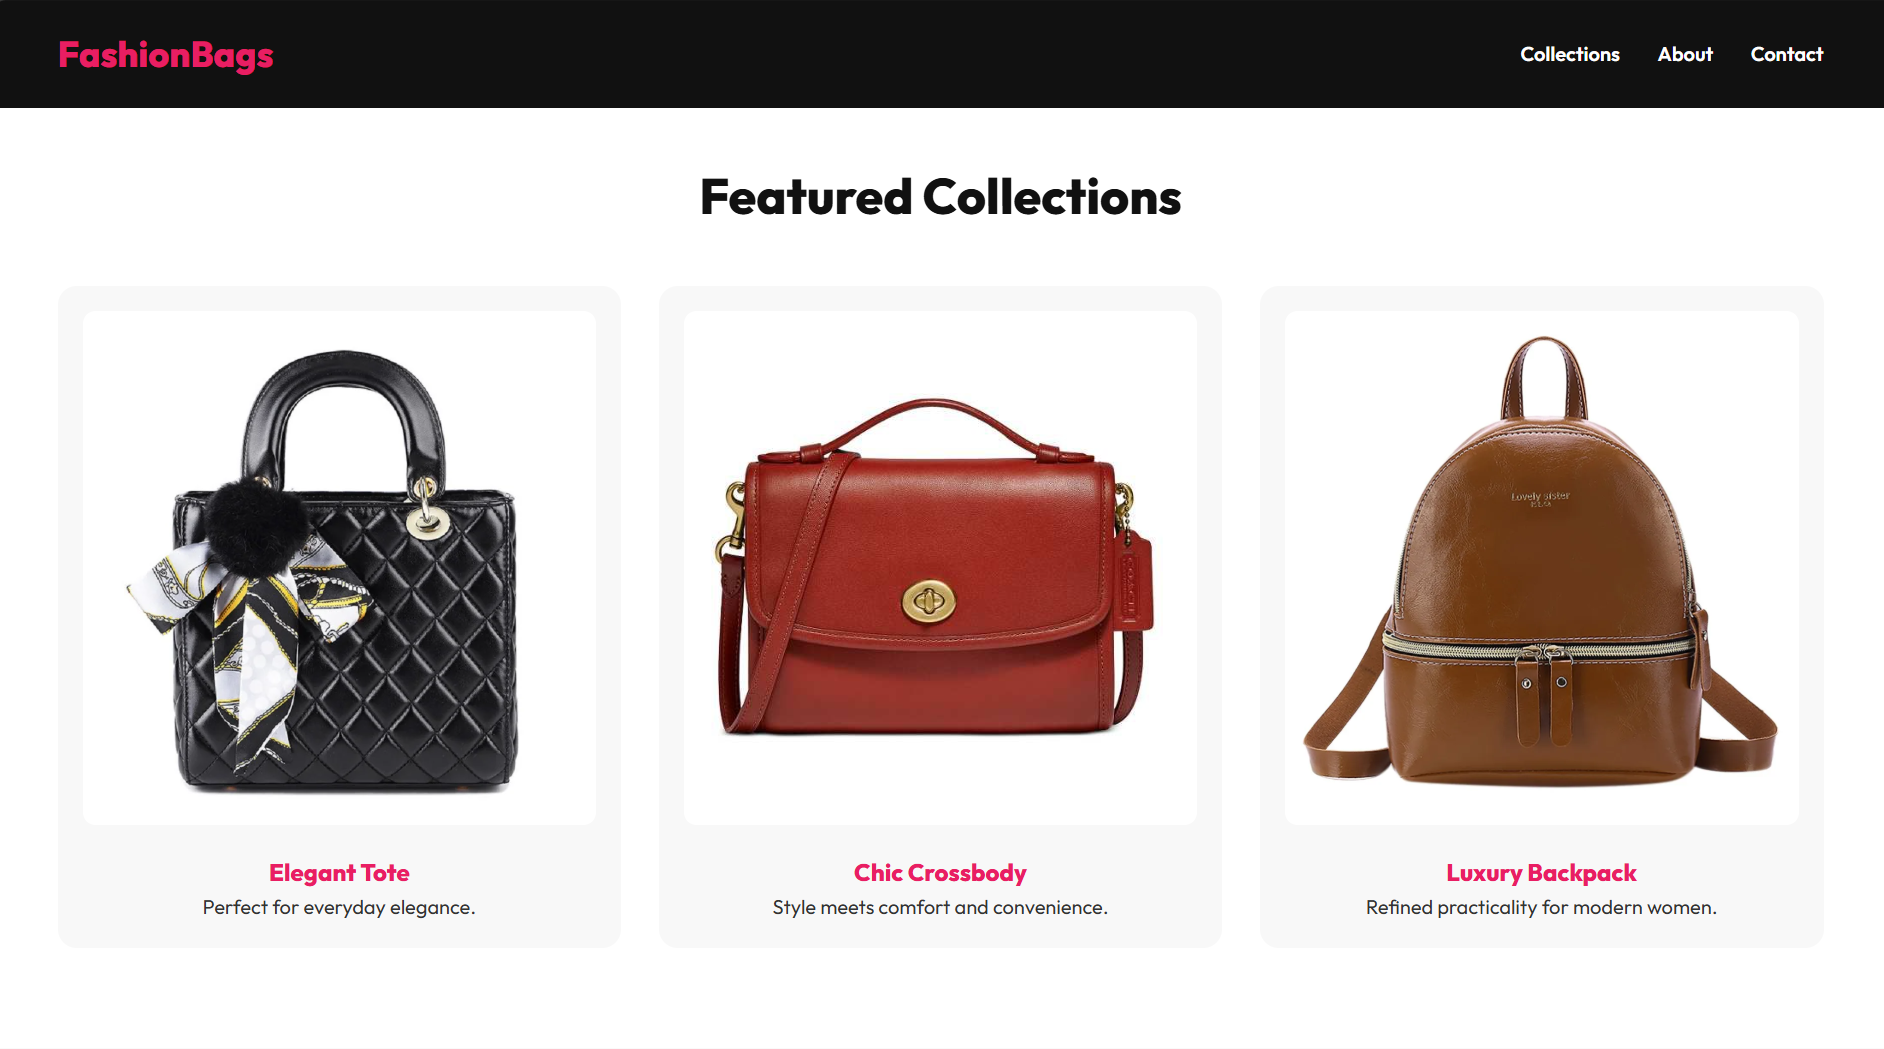 FashionBags
Collections About Contact
Featured Collections
Lovely sister
COACH
Elegant Tote
Perfect for everyday elegance.
Chic Crossbody
Style meets comfort and convenience.
Luxury Backpack
Refined practicality for modern women.